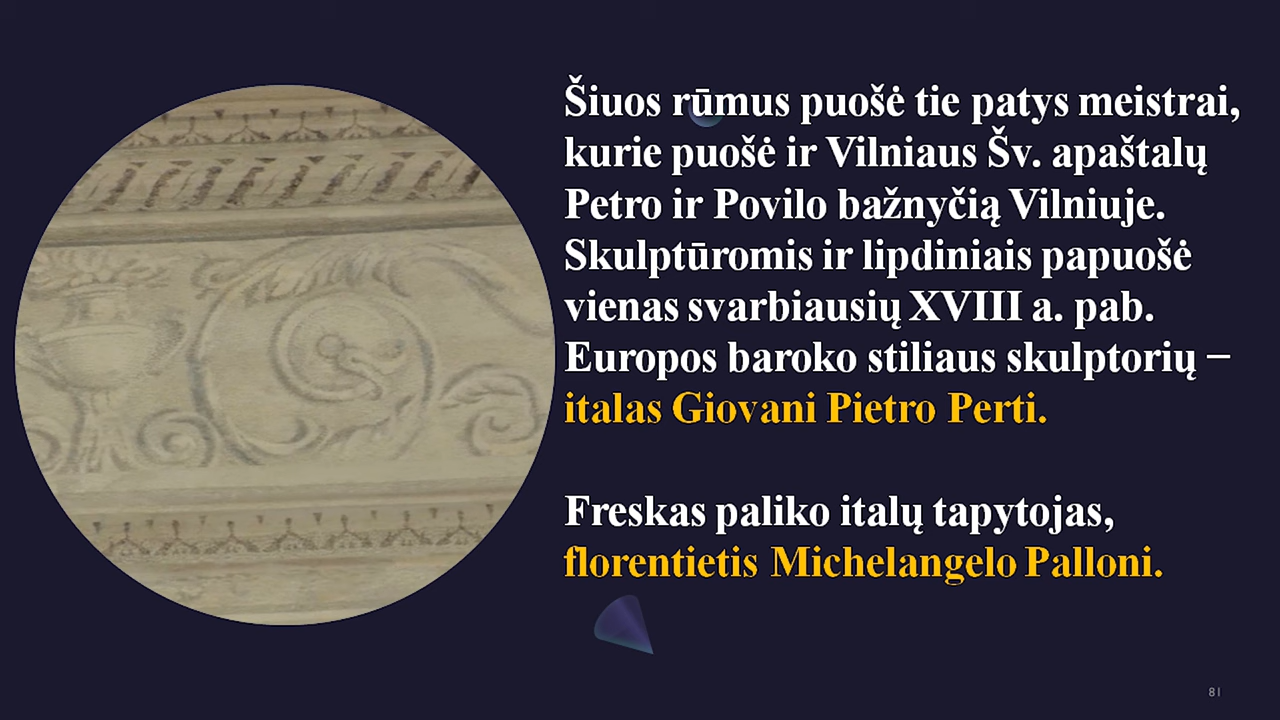 Šiuos rūmus puošė tie patys meistrai,
kurie puošė ir Vilniaus Šv. apaštalų
Petro ir Povilo bažnyčią Vilniuje.
Skulptūromis ir lipdiniais papuošė
vienas svarbiausių XVIII a. pab.
Europos baroko stiliaus skulptorių –
italas Giovani Pietro Perti.
Freskas paliko italų tapytojas,
florentietis Michelangelo Palloni.
81